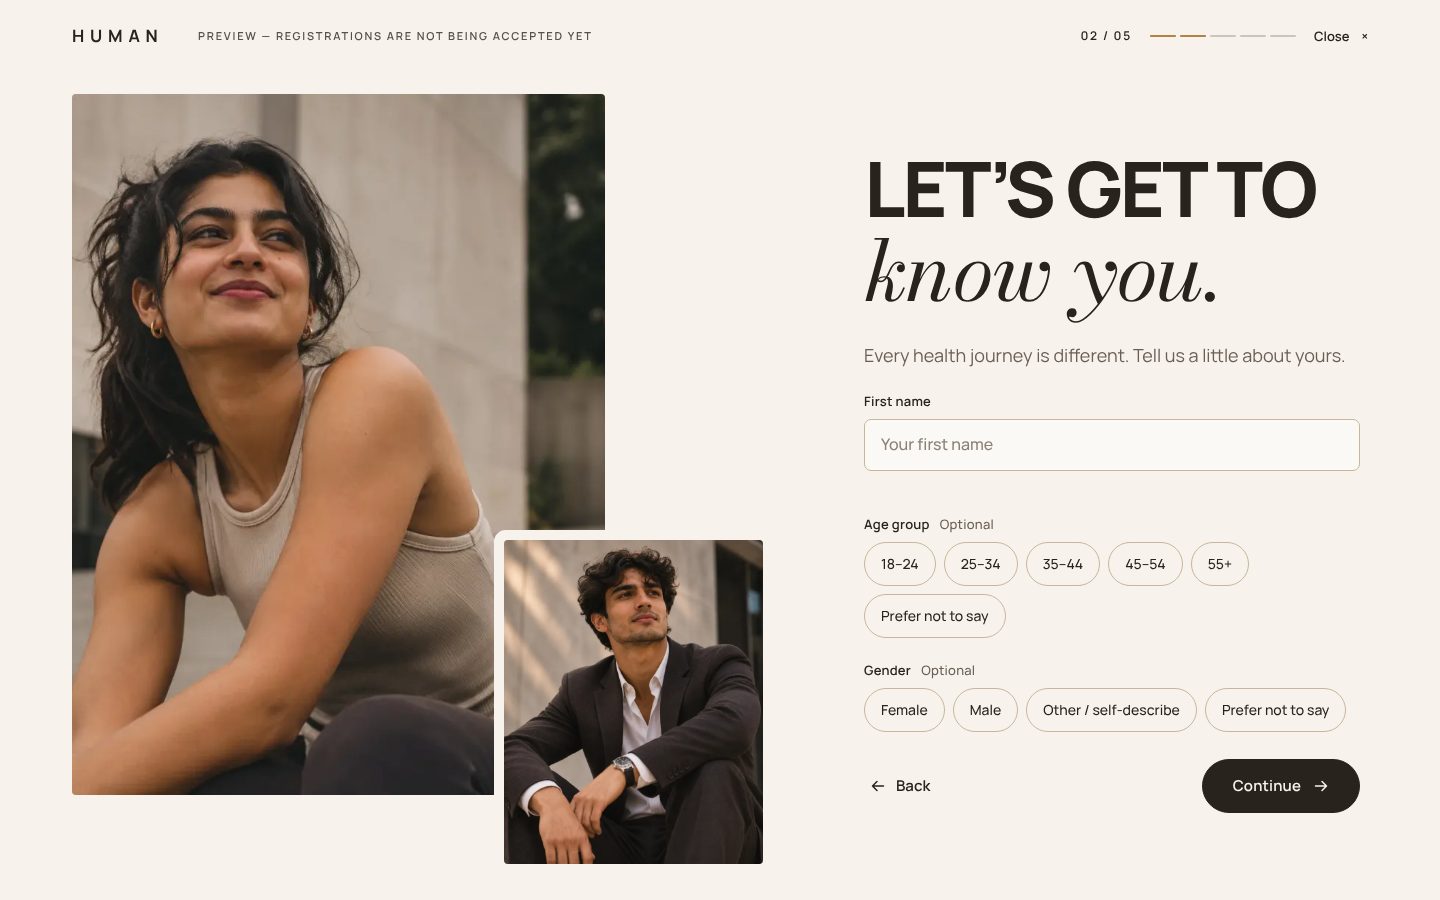 HUMAN
PREVIEW — REGISTRATIONS ARE NOT BEING ACCEPTED YET
02 / 05
Close ×
LET’S GET TO
know you.
Every health journey is different. Tell us a little about yours.
First name
Your first name
Age group Optional
18–24 25–34 35–44 45–54 55+
Prefer not to say
Gender Optional
Female Male Other / self-describe Prefer not to say
← Back
Continue →